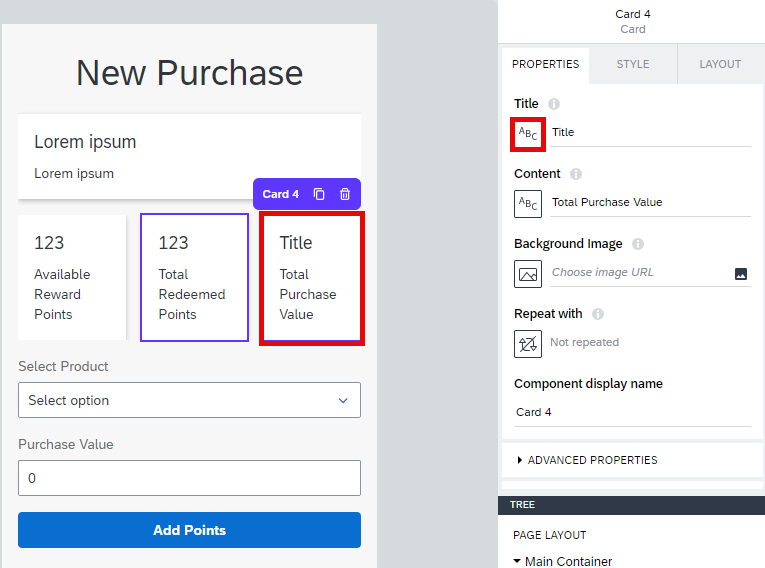 New Purchase
Lorem ipsum
Lorem ipsum
Card 4
123
Available
Reward
Points
123
Total
Redeemed
Points
Title
Total
Purchase
Value
Select Product
Select option
Purchase Value
0
Add Points
Card 4
Card
PROPERTIES STYLE LAYOUT
Title
ABC Title
Content
ABC Total Purchase Value
Background Image
Choose image URL
Repeat with
Not repeated
Component display name
Card 4
ADVANCED PROPERTIES
TREE
PAGE LAYOUT
Main Container